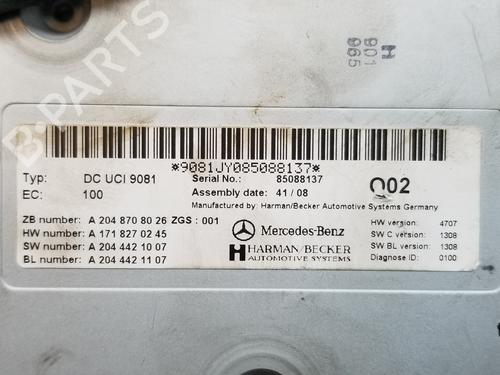 901
H
965
*9081JY085088137*
Typ: DC UCI 9081 Serial No.: 85088137
EC: 100 Assembly date: 41/08 002
Manufactured by: Harman/Becker Automotive Systems Germany
ZB number: A 204 870 80 26 ZGS : 001 HW version: 4707
HW number: A 171 827 02 45 Mercedes-Benz SW C version: 1308
SW number: A 204 442 10 07 HARMAN/BECKER SW BL version: 1308
BL number: A 204 442 11 07 AUTOMOTIVE SYSTEMS Diagnose ID: 0100
B-PARTS